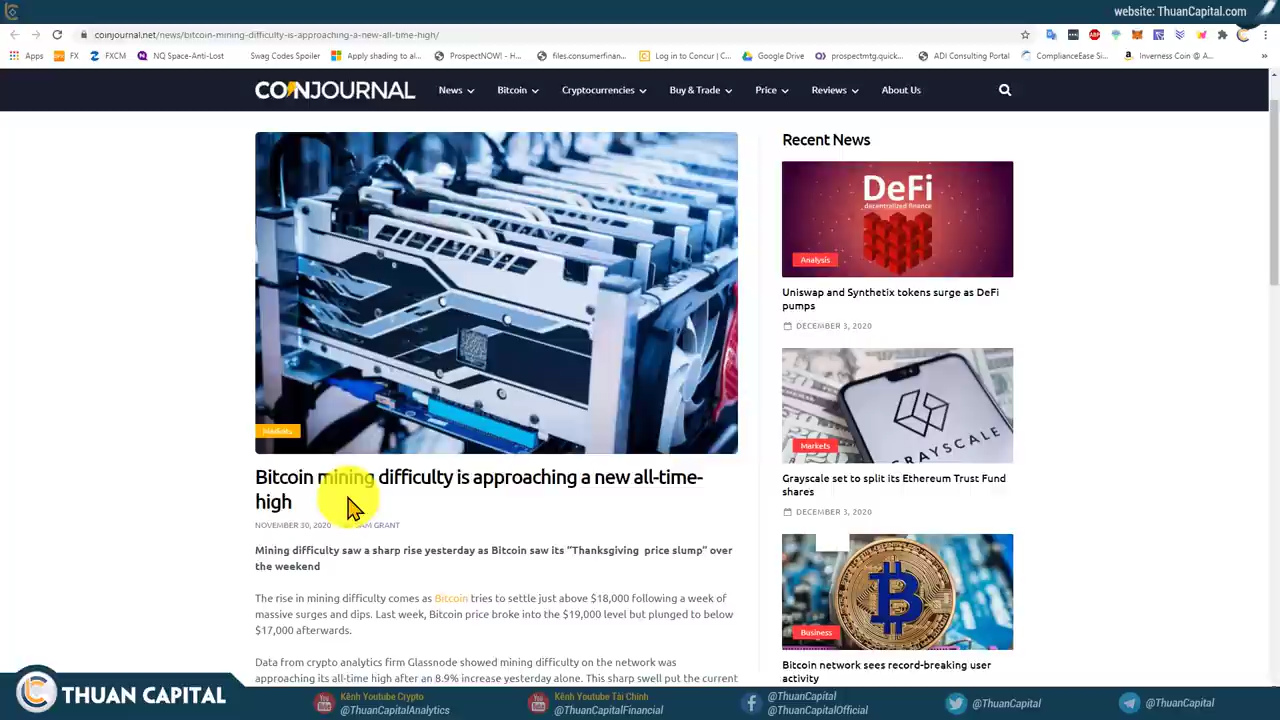 website: ThuanCapital.com
coinjournal.net/news/bitcoin-mining-difficulty-is-approaching-a-new-all-time-high/
Apps FX FXCM NQ Space-Anti-Lost Swag Codes Spoiler Apply shading to al... ProspectNOW! - H... files.consumerfinan... Log in to Concur | C... Google Drive prospectmtg.quick... ADI Consulting Portal ComplianceEase Si... Inverness Coin @ A... »
COINJOURNAL News Bitcoin Cryptocurrencies Buy & Trade Price Reviews About Us
Markets
Bitcoin mining difficulty is approaching a new all-time-
high
NOVEMBER 30, 2020 GRANT
Mining difficulty saw a sharp rise yesterday as Bitcoin saw its "Thanksgiving price slump" over
the weekend
The rise in mining difficulty comes as Bitcoin tries to settle just above $18,000 following a week of
massive surges and dips. Last week, Bitcoin price broke into the $19,000 level but plunged to below
$17,000 afterwards.
Data from crypto analytics firm Glassnode showed mining difficulty on the network was
approaching its all-time high after an 8.9% increase yesterday alone. This sharp swell put the current
Recent News
DeFi
decentralized finance
Analysis
Uniswap and Synthetix tokens surge as DeFi
pumps
DECEMBER 3, 2020
GRAYSCALE
Markets
Grayscale set to split its Ethereum Trust Fund
shares
DECEMBER 3, 2020
Business
Bitcoin network sees record-breaking user
activity
THUAN CAPITAL
Kênh Youtube Crypto
@ThuanCapitalAnalytics
Kênh Youtube Tài Chính
@ThuanCapitalFinancial
@ThuanCapital
@ThuanCapitalOfficial
@ThuanCapital
@ThuanCapital